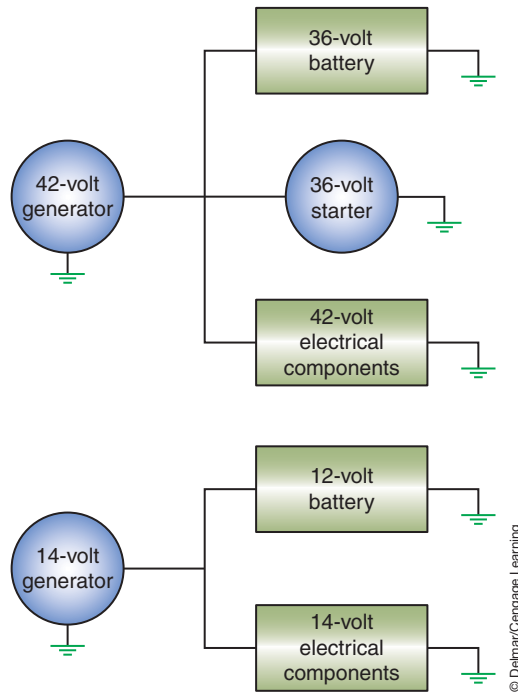 36-volt
battery
42-volt
generator
36-volt
starter
42-volt
electrical
components
12-volt
battery
14-volt
generator
14-volt
electrical
components
© Delmar/Cengage Learning